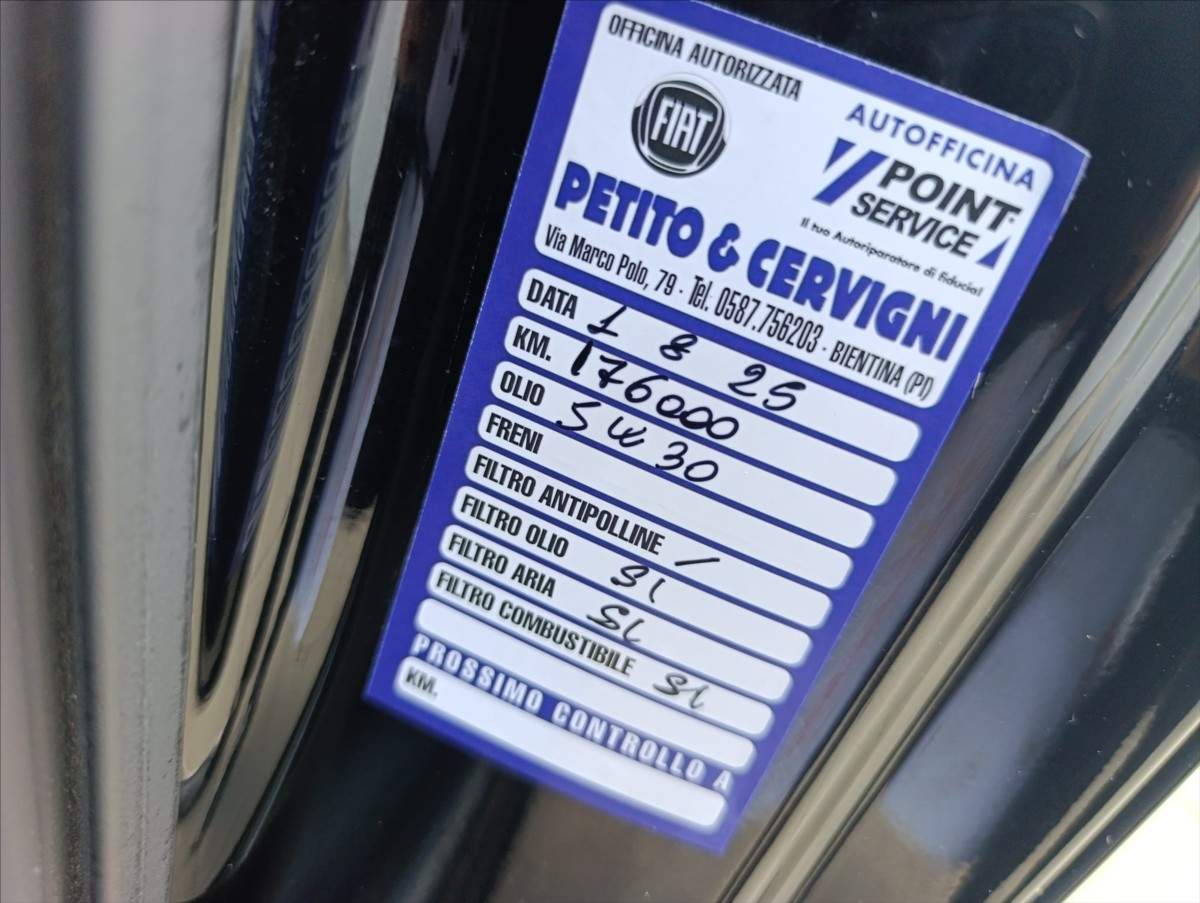 OFFICINA AUTORIZZATA
FIAT
AUTOFFICINA
POINT
SERVICE
Il tuo Autoriparatore di fiducia!
PETITO & CERVIGNI
Via Marco Polo, 79 - Tel. 0587.756203 - BIENTINA (PI)
DATA 1 8 25
KM. 176000
OLIO 5W30
FRENI
FILTRO ANTIPOLLINE /
FILTRO OLIO SI
FILTRO ARIA SI
FILTRO COMBUSTIBILE SI
PROSSIMO CONTROLLO A
KM.